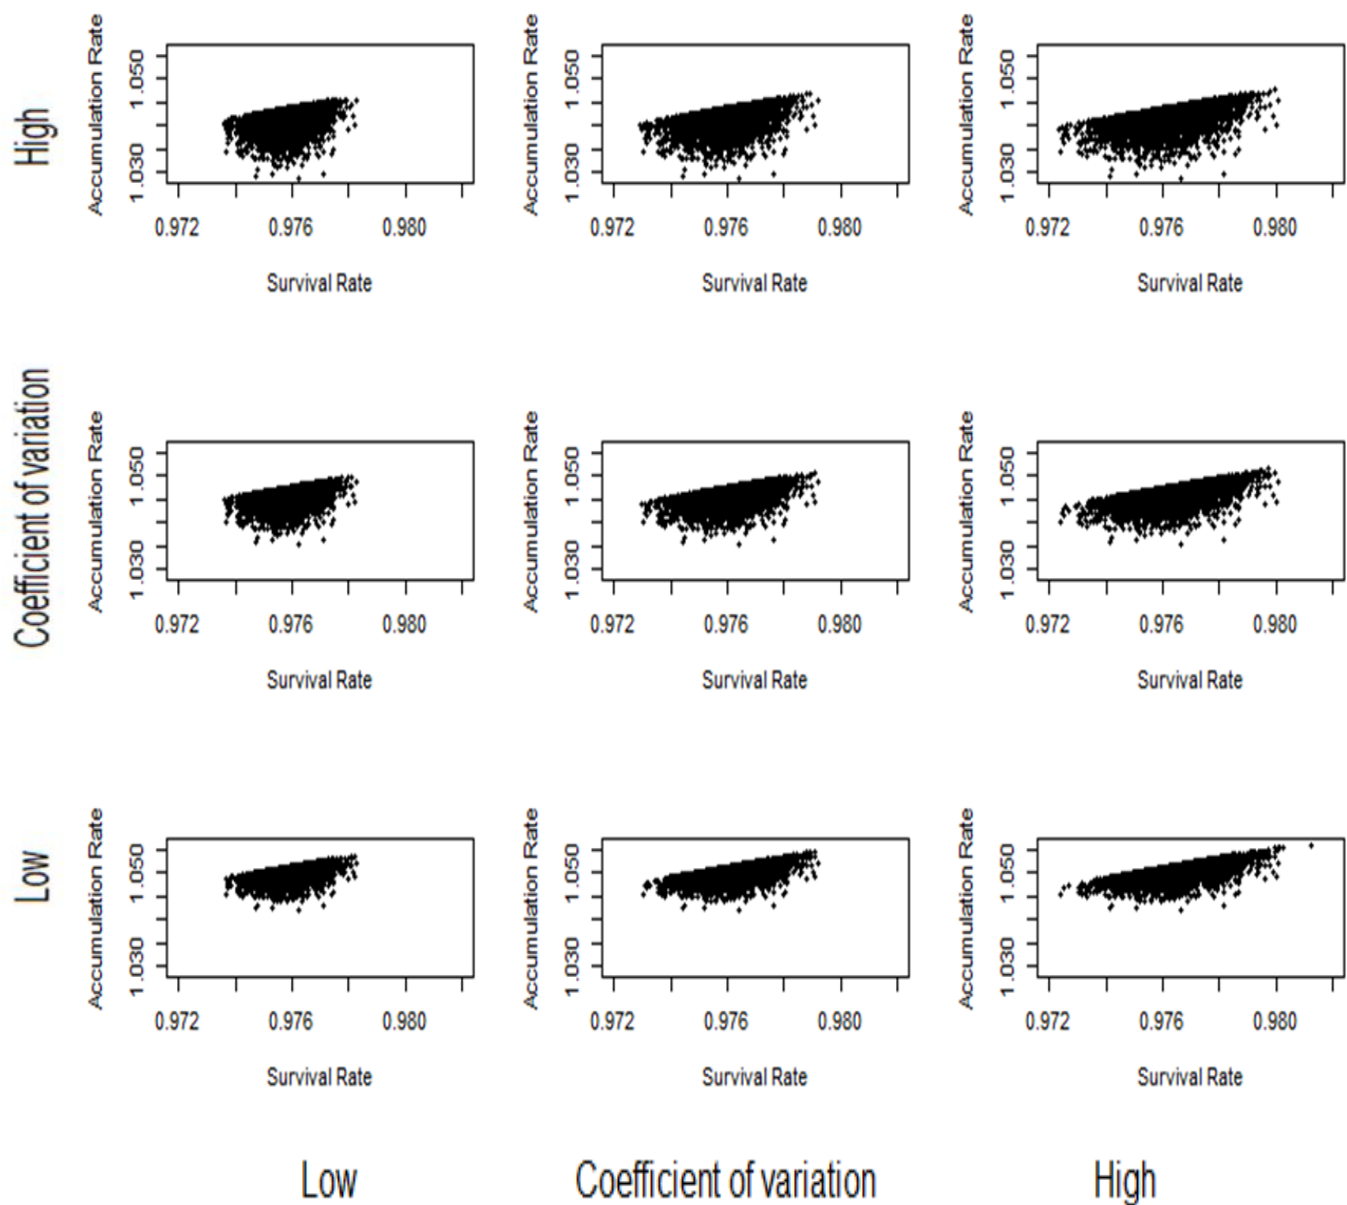 High
Accumulation Rate
1.030 1.050
0.972 0.976 0.980
Survival Rate
Accumulation Rate
1.030 1.050
0.972 0.976 0.980
Survival Rate
Accumulation Rate
1.030 1.050
0.972 0.976 0.980
Survival Rate
Coefficient of variation
Accumulation Rate
1.030 1.050
0.972 0.976 0.980
Survival Rate
Accumulation Rate
1.030 1.050
0.972 0.976 0.980
Survival Rate
Accumulation Rate
1.030 1.050
0.972 0.976 0.980
Survival Rate
Low
Accumulation Rate
1.030 1.050
0.972 0.976 0.980
Survival Rate
Accumulation Rate
1.030 1.050
0.972 0.976 0.980
Survival Rate
Accumulation Rate
1.030 1.050
0.972 0.976 0.980
Survival Rate
Low
Coefficient of variation
High